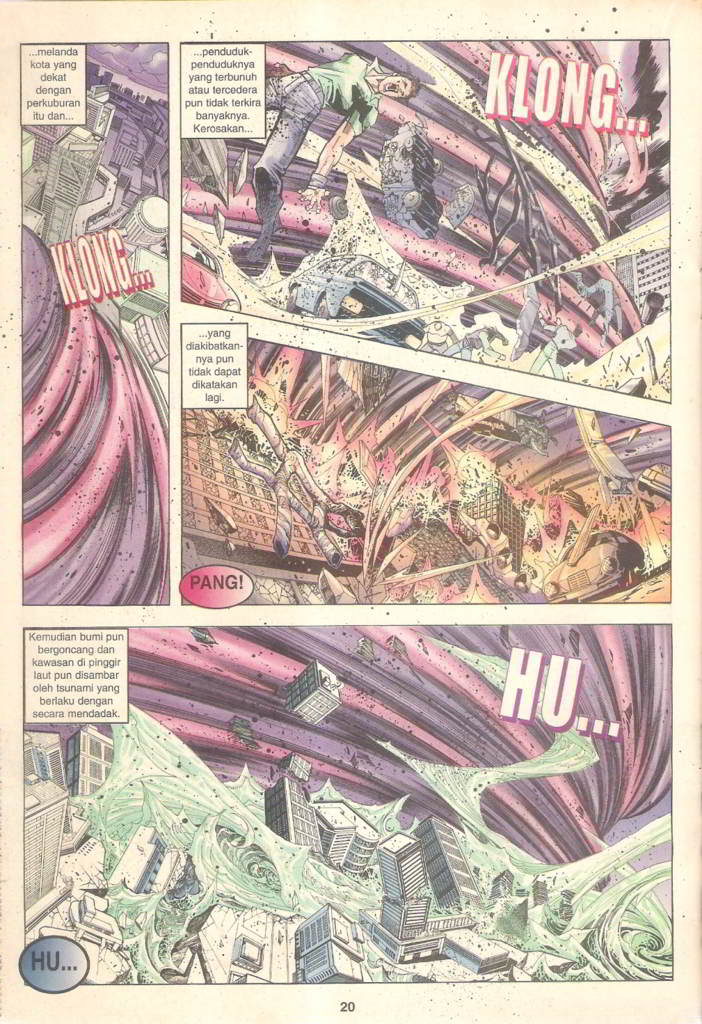 ...melanda
kota yang
dekat
dengan
perkuburan
itu dan...
KLONG...
...penduduk-
penduduknya
yang terbunuh
atau tercedera
pun tidak terkira
banyaknya.
Kerosakan...
KLONG...
...yang
diakibatkan-
nya pun
tidak dapat
dikatakan
lagi.
PANG!
Kemudian bumi pun
bergoncang dan
kawasan di pinggir
laut pun disambar
oleh tsunami yang
berlaku dengan
secara mendadak.
HU...
HU...
20